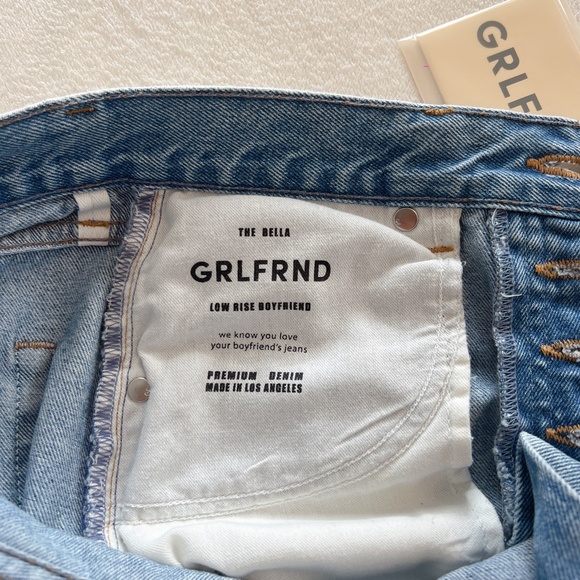 GRLF
THE BELLA
GRLFRND
LOW RISE BOYFRIEND
we know you love
your boyfriend's jeans
PREMIUM DENIM
MADE IN LOS ANGELES